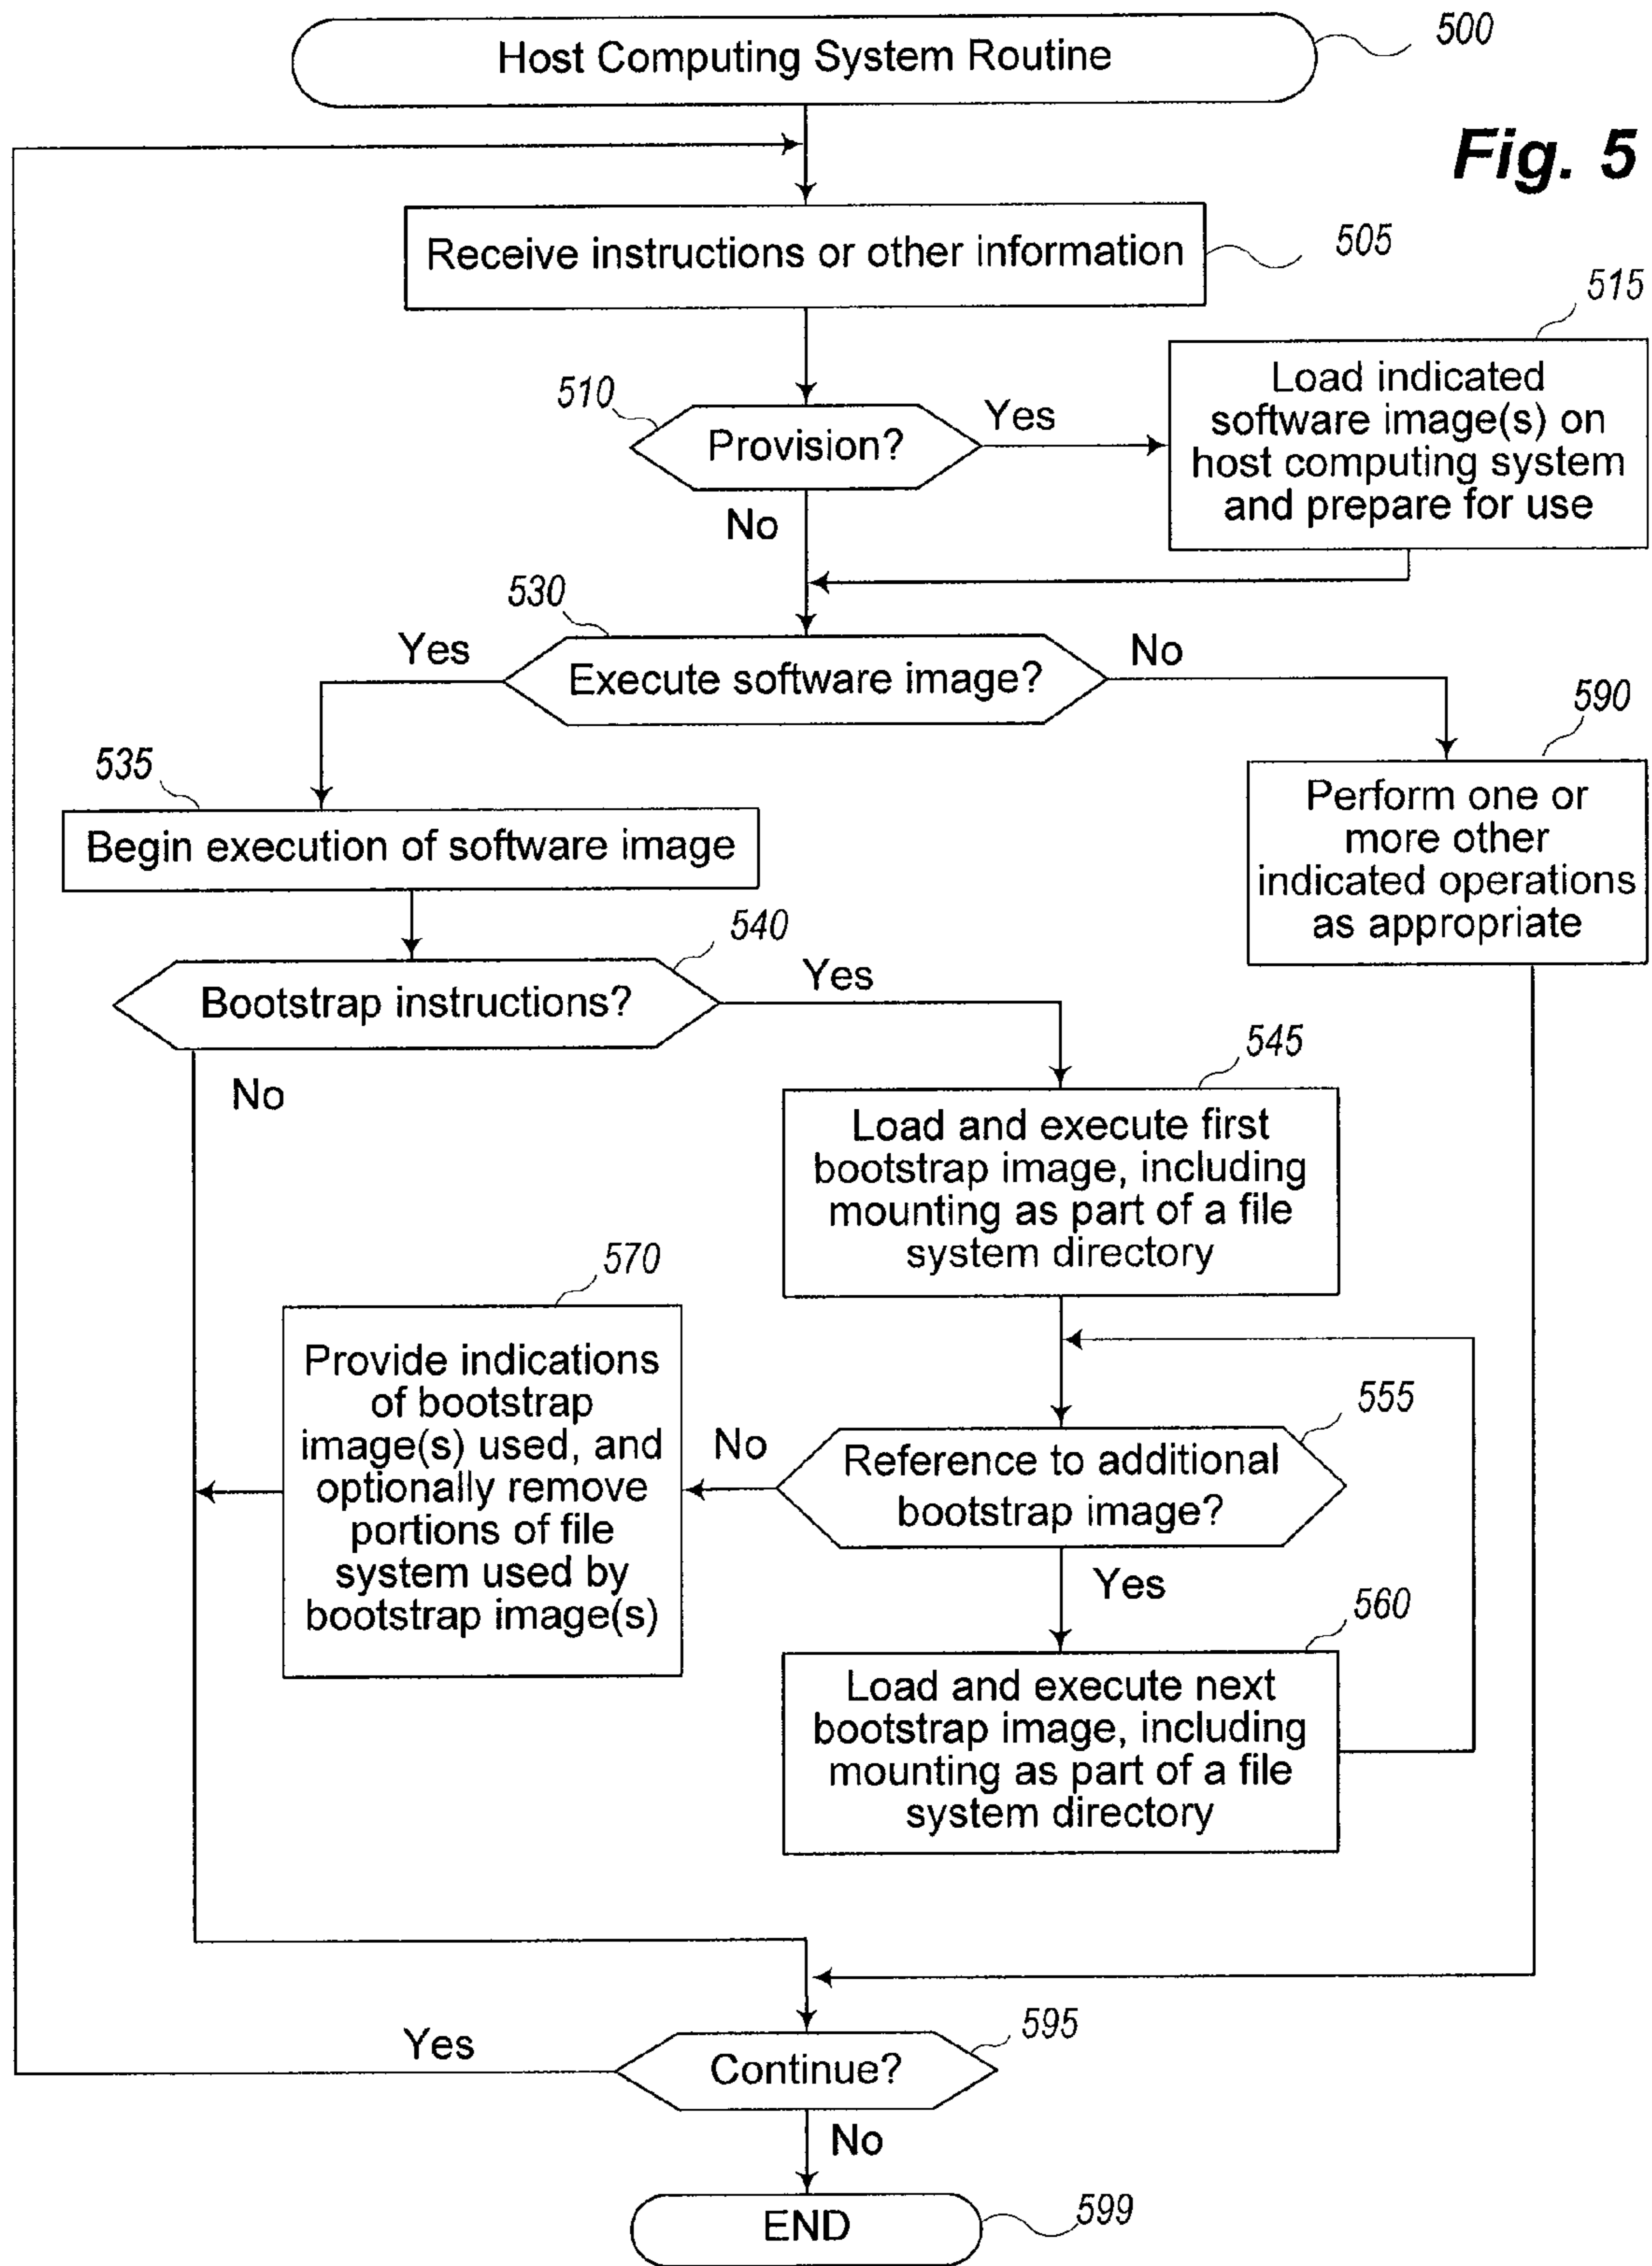 Host Computing System Routine
500
Fig. 5
Receive instructions or other information
505
515
Load indicated
software image(s) on
host computing system
and prepare for use
510
Provision?
Yes
No
530
Yes
Execute software image?
No
590
535
Begin execution of software image
Perform one or
more other
indicated operations
as appropriate
540
Bootstrap instructions?
Yes
No
545
Load and execute first
bootstrap image, including
mounting as part of a file
system directory
570
Provide indications
of bootstrap
image(s) used, and
optionally remove
portions of file
system used by
bootstrap image(s)
No
555
Reference to additional
bootstrap image?
Yes
560
Load and execute next
bootstrap image, including
mounting as part of a file
system directory
Yes
595
Continue?
No
END
599